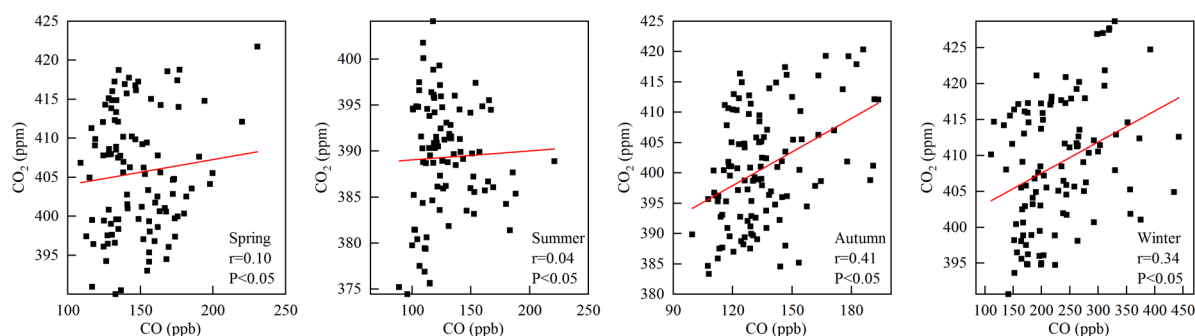 425
420
415
410
405
400
395
390
CO₂ (ppm)
Spring
r=0.10
P<0.05
100
150
200
250
CO (ppb)
400
395
390
385
380
375
CO₂ (ppm)
Summer
r=0.04
P<0.05
100
150
200
250
CO (ppb)
425
420
415
410
405
400
395
390
385
380
CO₂ (ppm)
Autumn
r=0.41
P<0.05
100
120
140
160
180
CO (ppb)
425
420
415
410
405
400
395
CO₂ (ppm)
Winter
r=0.34
P<0.05
100
150
200
250
300
350
400
450
CO (ppb)